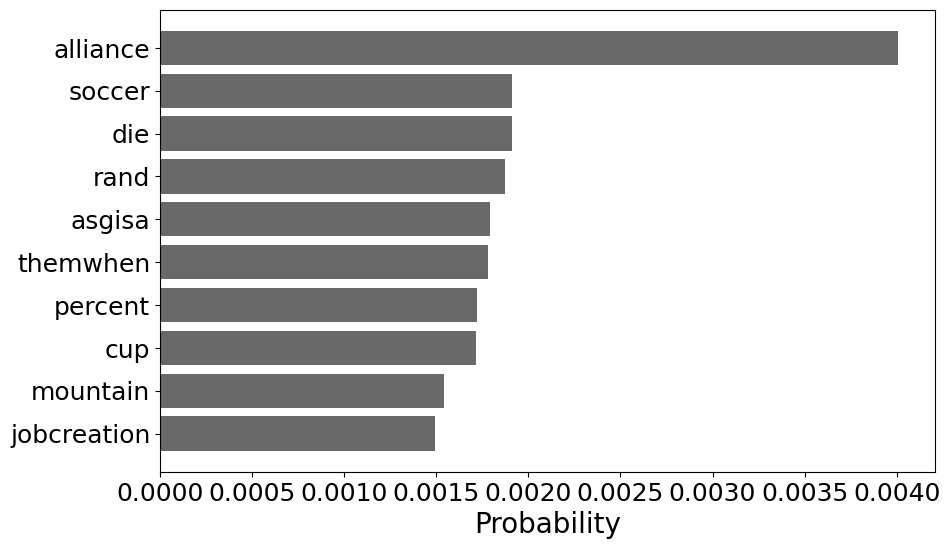 alliance
soccer
die
rand
asgisa
themwhen
percent
cup
mountain
jobcreation
0.0000 0.0005 0.0010 0.0015 0.0020 0.0025 0.0030 0.0035 0.0040
Probability